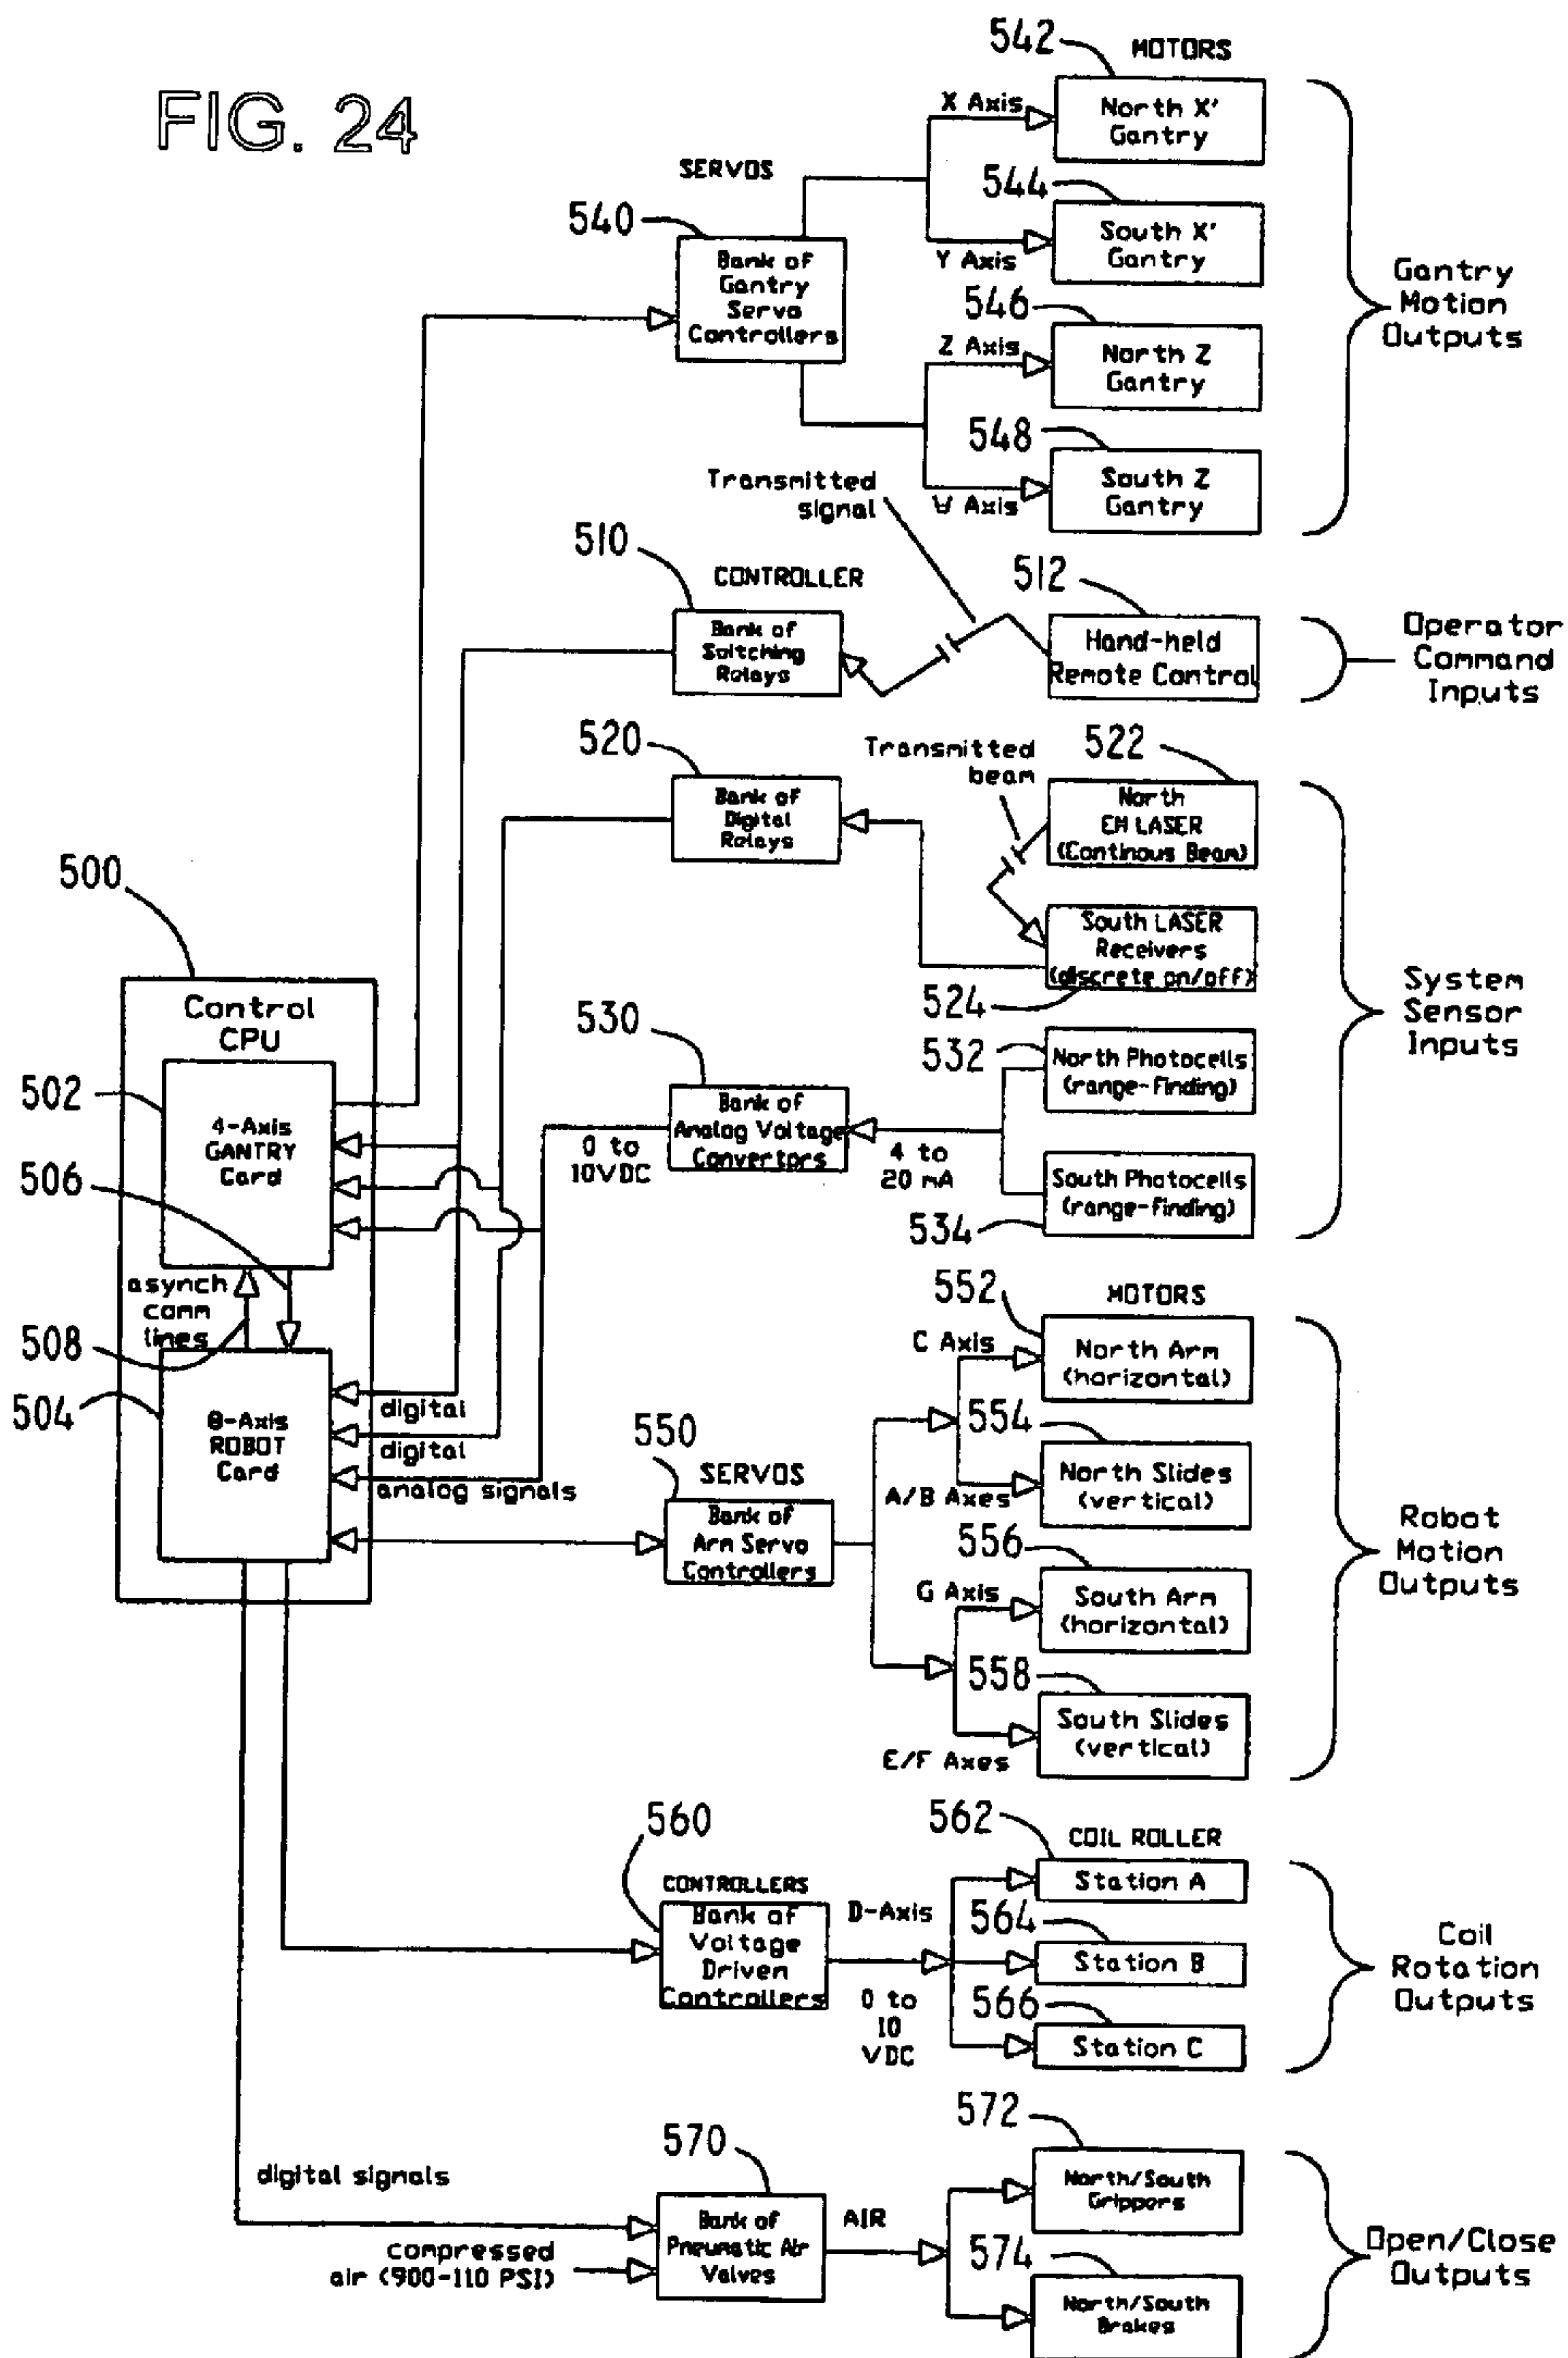 FIG. 24
542
MOTORS
X Axis
North X'
Gantry
SERVOS
544
540
South X'
Gantry
Y Axis
Bank of
Gantry
Servo
Controllers
Gantry
Motion
Outputs
546
Z Axis
North Z
Gantry
548
South Z
Gantry
W Axis
Transmitted
signal
510
CONTROLLER
512
Bank of
Switching
Relays
Hand-held
Remote Control
Operator
Command
Inputs
520
Transmitted
beam
522
Bank of
Digital
Relays
North
EM LASER
(Continous Beam)
500
South LASER
Receivers
(discrete on/off)
524
System
Sensor
Inputs
Control
CPU
530
532
North Photocells
(range-finding)
502
4-Axis
GANTRY
Card
Bank of
Analog Voltage
Convertors
0 to
10VDC
4 to
20 mA
506
South Photocells
(range-finding)
534
asynch
comm
lines
508
552
MOTORS
C Axis
North Arm
(horizontal)
504
8-Axis
ROBOT
Card
digital
digital
analog signals
554
550
SERVOS
A/B Axes
North Slides
(vertical)
Bank of
Arm Servo
Controllers
Robot
Motion
Outputs
556
G Axis
South Arm
(horizontal)
558
South Slides
(vertical)
E/F Axes
560
562
COIL ROLLER
CONTROLLERS
Station A
Bank of
Voltage
Driven
Controllers
D-Axis
564
Station B
0 to
10
VDC
566
Station C
Coil
Rotation
Outputs
572
570
digital signals
North/South
Grippers
Bank of
Pneumatic Air
Valves
AIR
compressed
air (900-110 PSI)
574
North/South
Brakes
Open/Close
Outputs